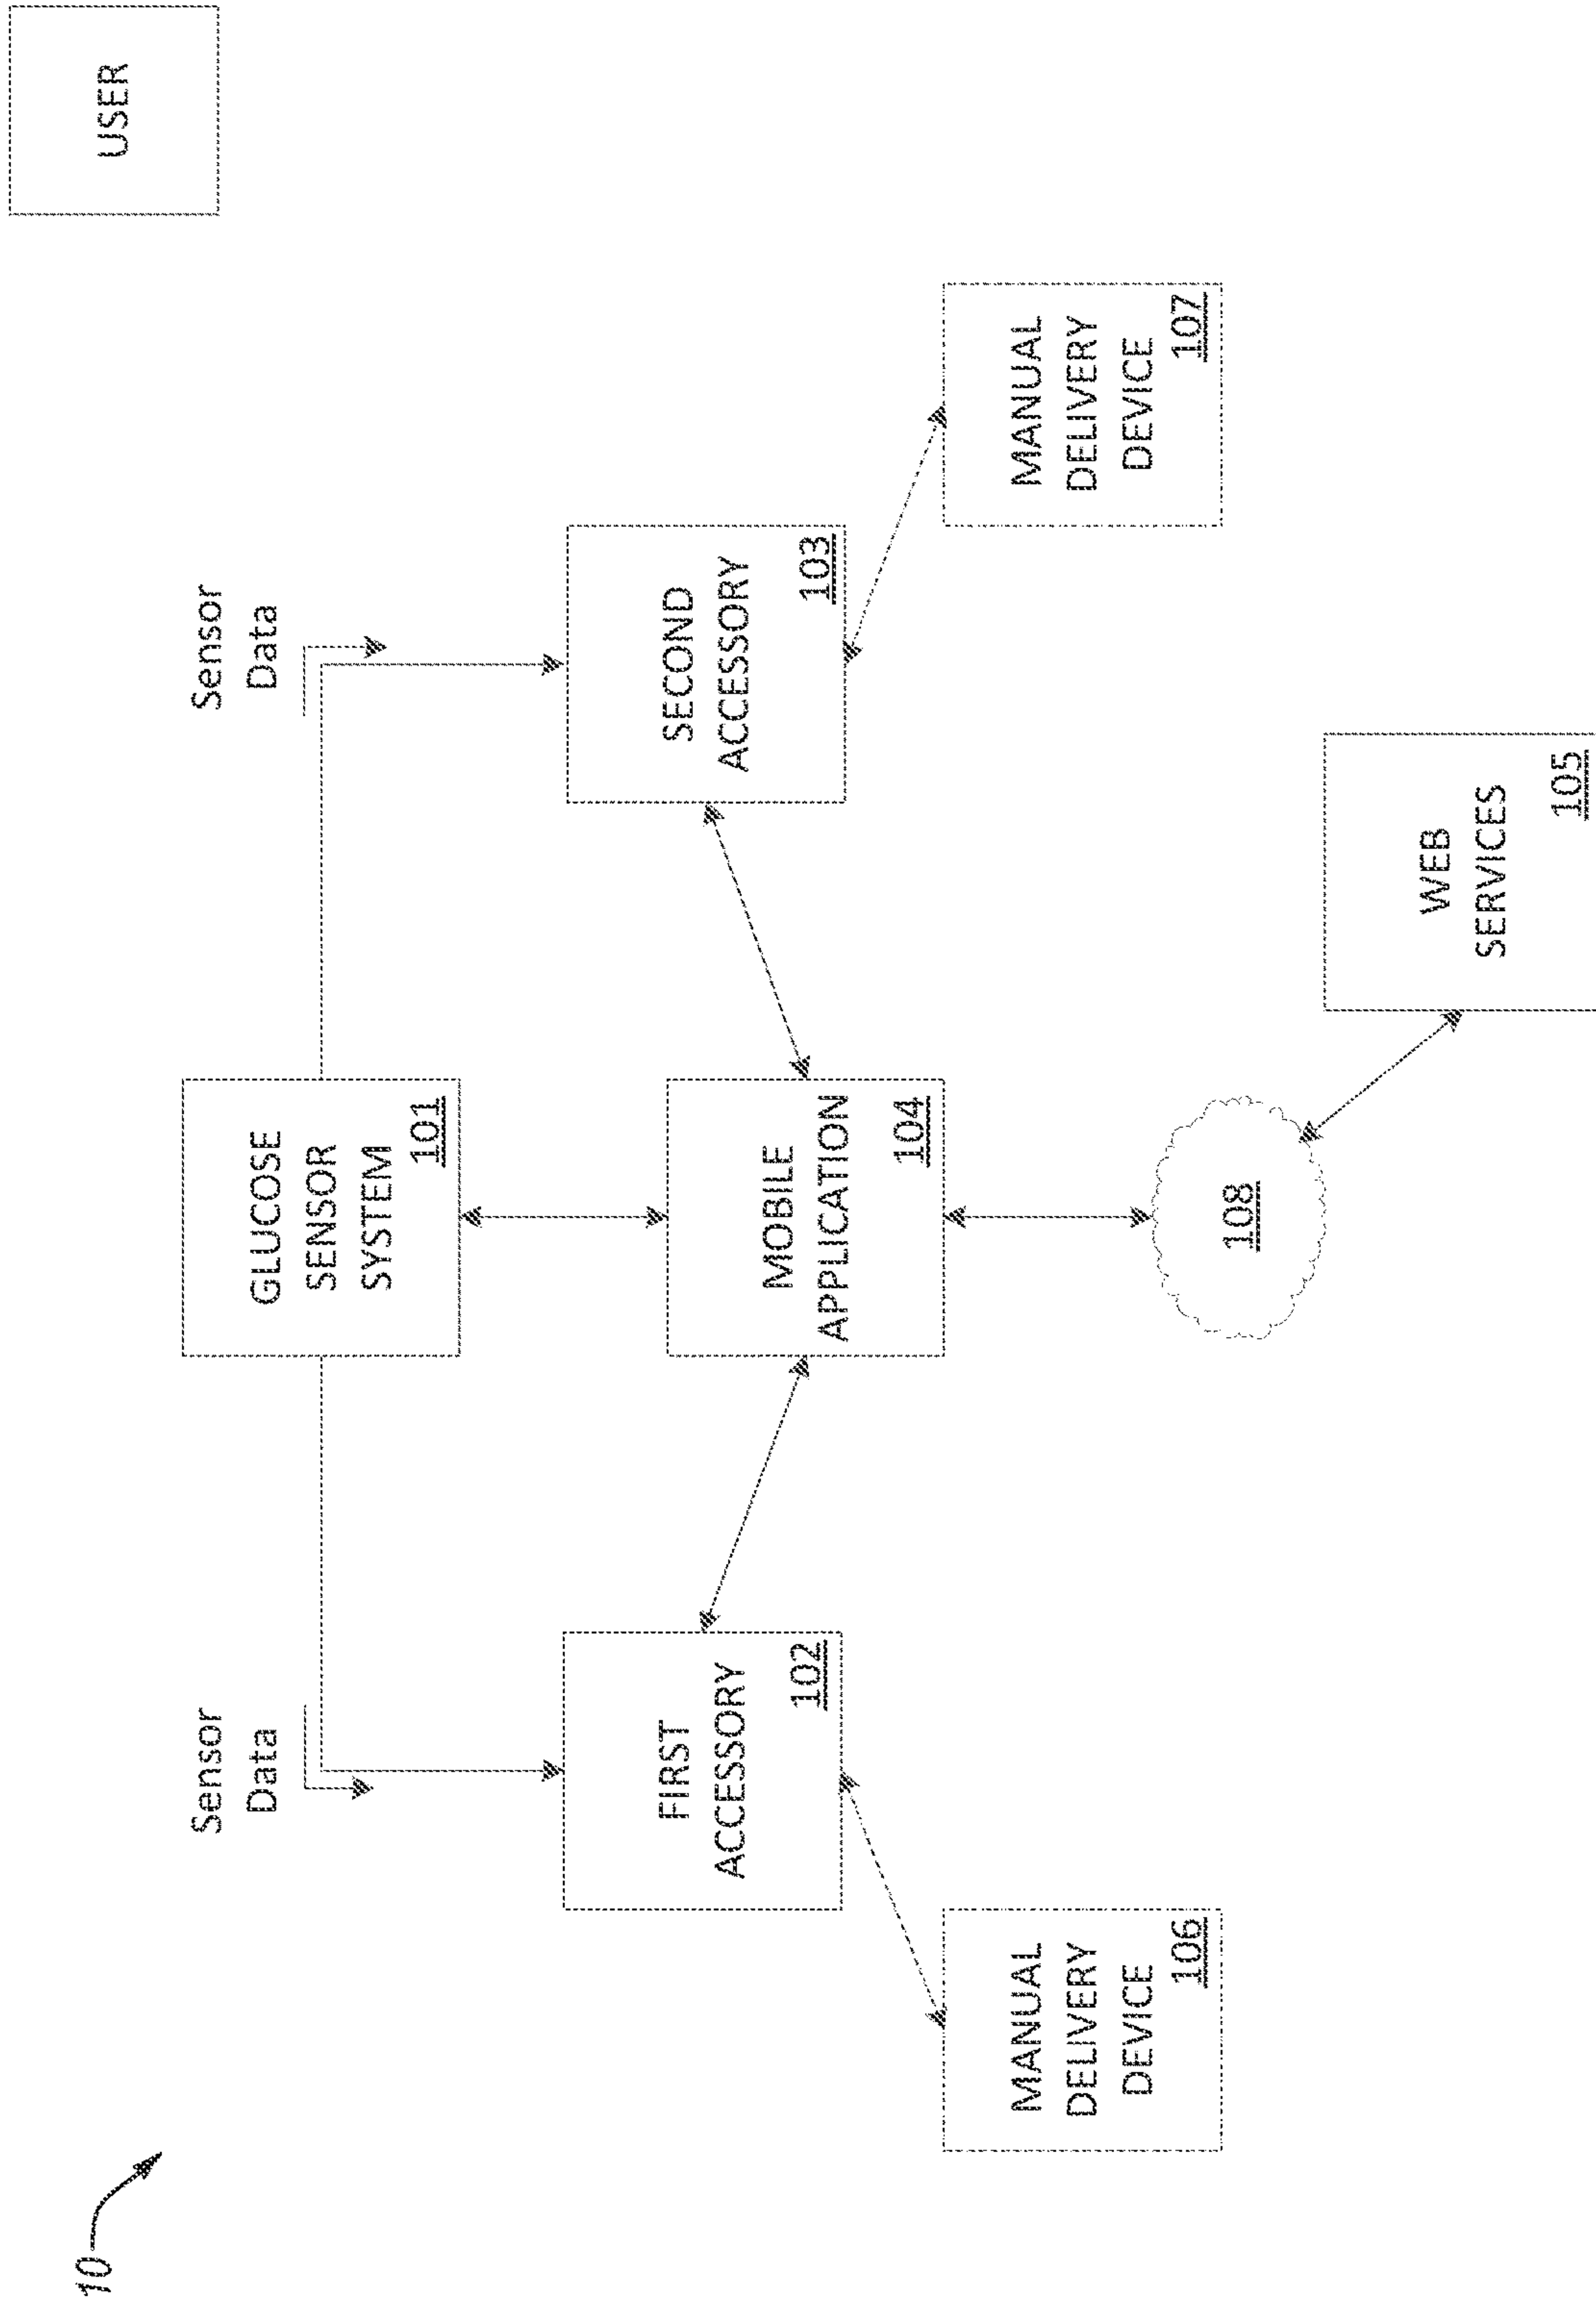 10
USER
Sensor
Data
Sensor
Data
GLUCOSE
SENSOR
SYSTEM
101
FIRST
ACCESSORY
102
MOBILE
APPLICATION
104
SECOND
ACCESSORY
103
MANUAL
DELIVERY
DEVICE
106
108
MANUAL
DELIVERY
DEVICE
107
WEB
SERVICES
105